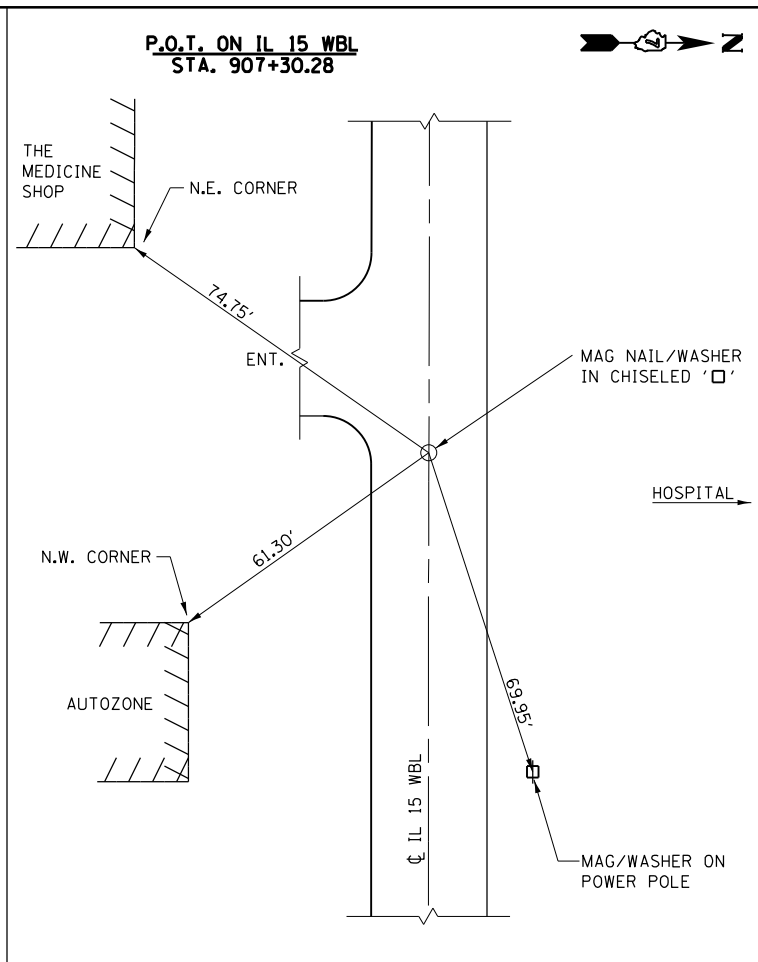 P.O.T. ON IL 15 WBL
STA. 907+30.28
N
THE
MEDICINE
SHOP
N.E. CORNER
74.75'
ENT.
MAG NAIL/WASHER
IN CHISELED '□'
HOSPITAL
61.30'
N.W. CORNER
AUTOZONE
69.95'
℄ IL 15 WBL
MAG/WASHER ON
POWER POLE